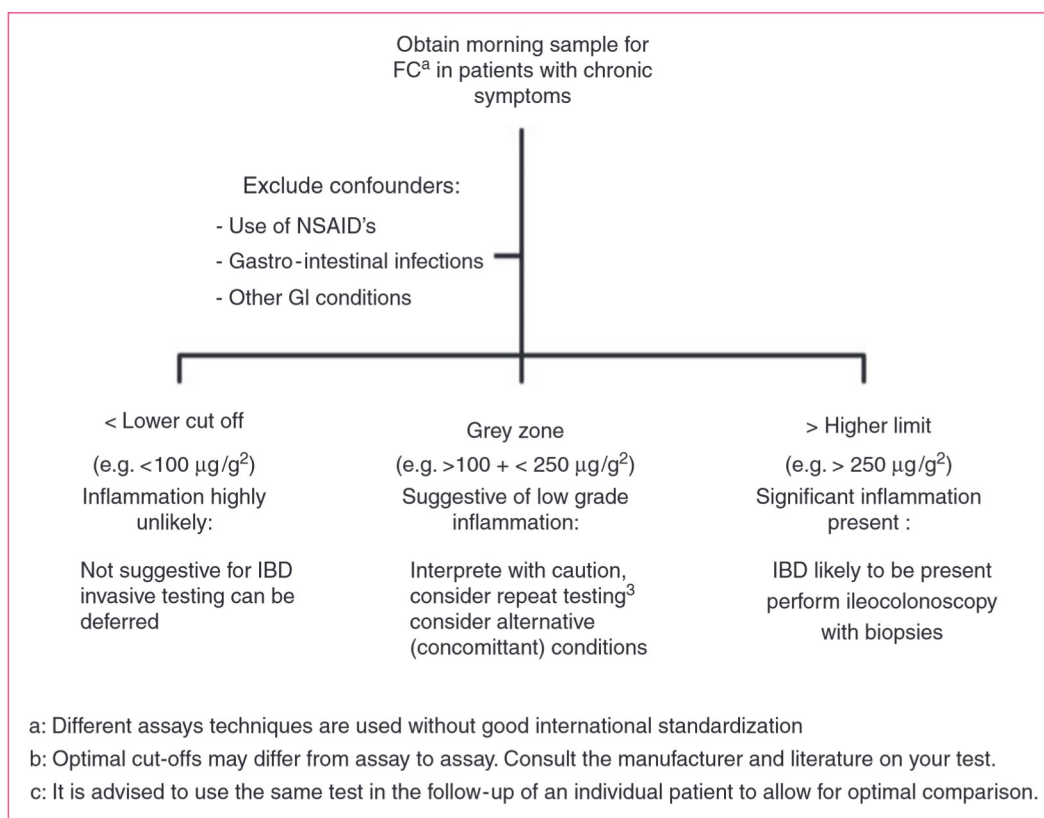 Obtain morning sample for
FCᵃ in patients with chronic
symptoms
Exclude confounders:
- Use of NSAID's
- Gastro-intestinal infections
- Other GI conditions
< Lower cut off
(e.g. <100 μg/g²)
Inflammation highly
unlikely:
Not suggestive for IBD
invasive testing can be
deferred
Grey zone
(e.g. >100 + < 250 μg/g²)
Suggestive of low grade
inflammation:
Interprete with caution,
consider repeat testing³
consider alternative
(concomittant) conditions
> Higher limit
(e.g. > 250 μg/g²)
Significant inflammation
present :
IBD likely to be present
perform ileocolonoscopy
with biopsies
a: Different assays techniques are used without good international standardization
b: Optimal cut-offs may differ from assay to assay. Consult the manufacturer and literature on your test.
c: It is advised to use the same test in the follow-up of an individual patient to allow for optimal comparison.